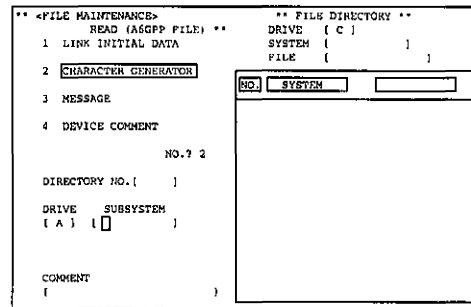 ** <FILE MAINTENANCE>
READ (A6GPP FILE) **
1 LINK INITIAL DATA
2 CHARACTER GENERATOR
3 MESSAGE
4 DEVICE COMMENT
NO.? 2
DIRECTORY NO.[ ]
DRIVE SUBSYSTEM
[ A ] [ ]
COMMENT
[ ]
** FILE DIRECTORY **
DRIVE [ C ]
SYSTEM [ ]
FILE [ ]
NO. SYSTEM